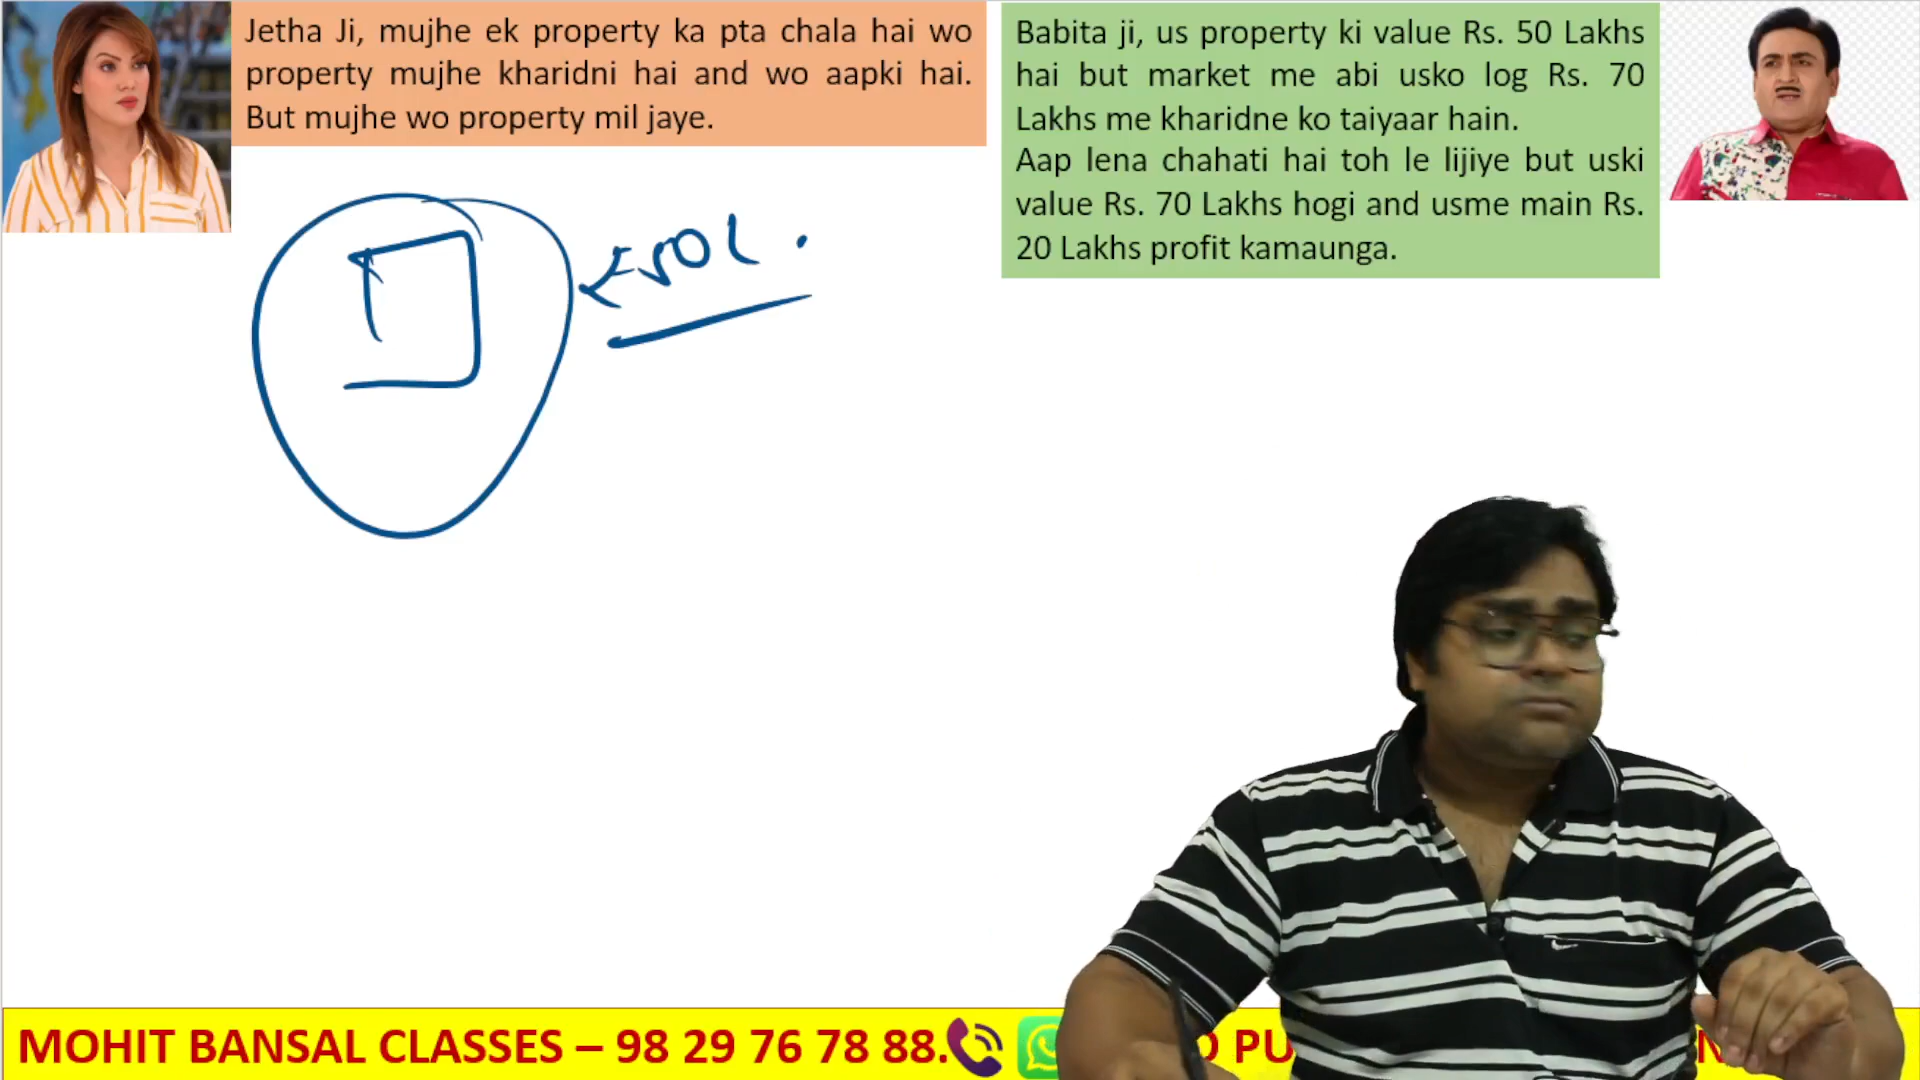 Jetha Ji, mujhe ek property ka pta chala hai wo
property mujhe kharidni hai and wo aapki hai.
But mujhe wo property mil jaye.
Babita ji, us property ki value Rs. 50 Lakhs
hai but market me abi usko log Rs. 70
Lakhs me kharidne ko taiyaar hain.
Aap lena chahati hai toh le lijiye but uski
value Rs. 70 Lakhs hogi and usme main Rs.
20 Lakhs profit kamaunga.
50L
MOHIT BANSAL CLASSES – 98 29 76 78 88.